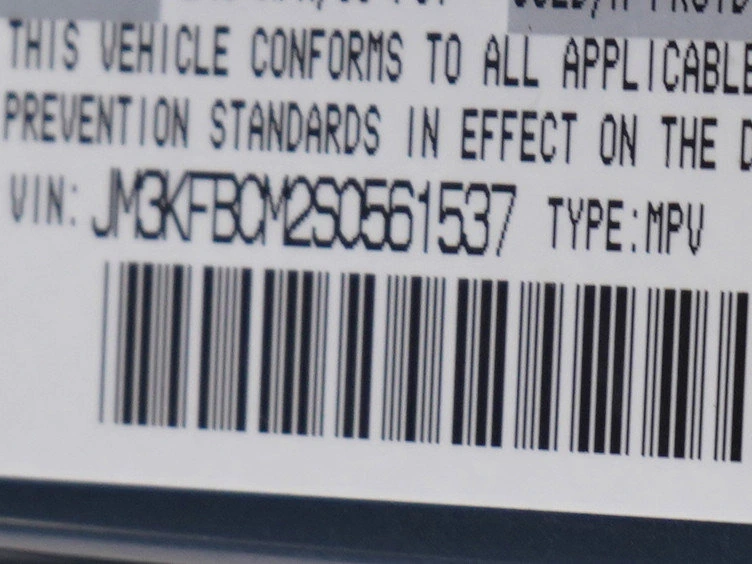 THIS VEHICLE CONFORMS TO ALL APPLICABLE
PREVENTION STANDARDS IN EFFECT ON THE D
VIN: JM3KFBCM2S0561537 TYPE:MPV